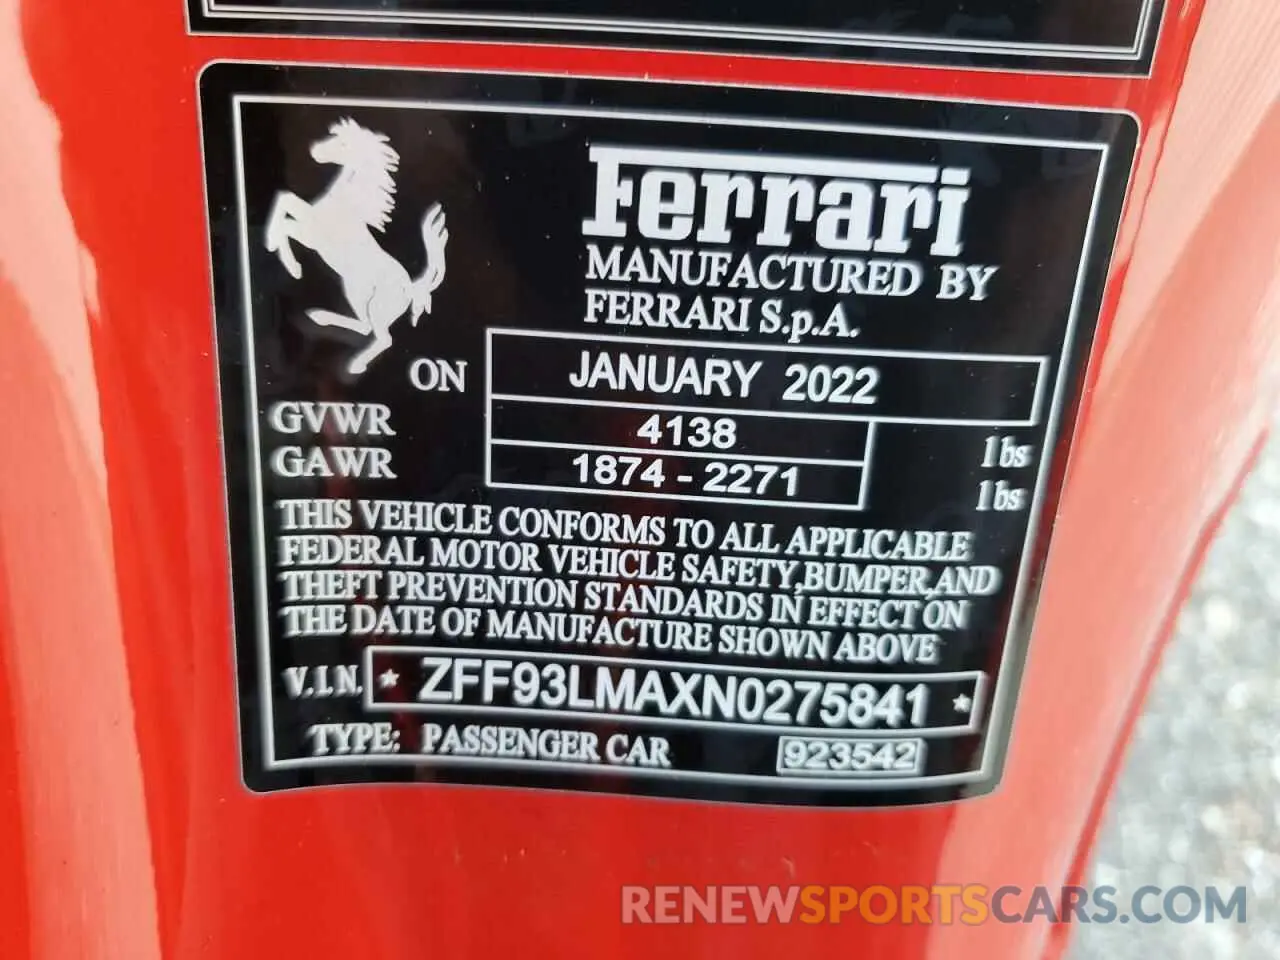 Ferrari
MANUFACTURED BY
FERRARI S.p.A.
ON JANUARY 2022
GVWR 4138 lbs
GAWR 1874 - 2271 lbs
THIS VEHICLE CONFORMS TO ALL APPLICABLE
FEDERAL MOTOR VEHICLE SAFETY,BUMPER,AND
THEFT PREVENTION STANDARDS IN EFFECT ON
THE DATE OF MANUFACTURE SHOWN ABOVE
V.I.N. * ZFF93LMAXN0275841 *
TYPE: PASSENGER CAR 923542
RENEWSPORTSCARS.COM